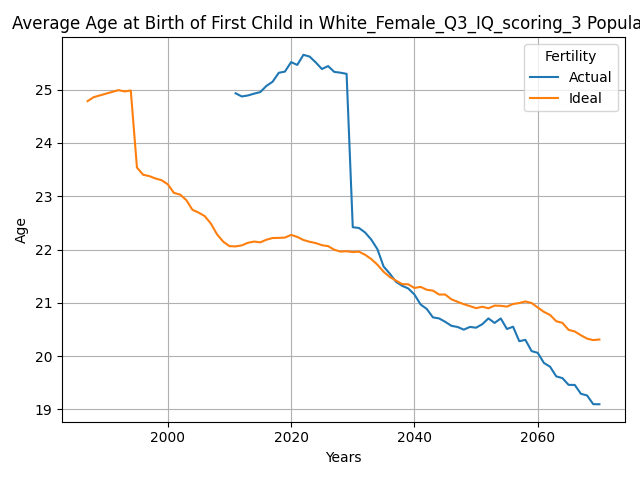 Average Age at Birth of First Child in White_Female_Q3_IQ_scoring_3 Popula
Fertility
Actual
Ideal
Age
25
24
23
22
21
20
19
2000 2020 2040 2060
Years